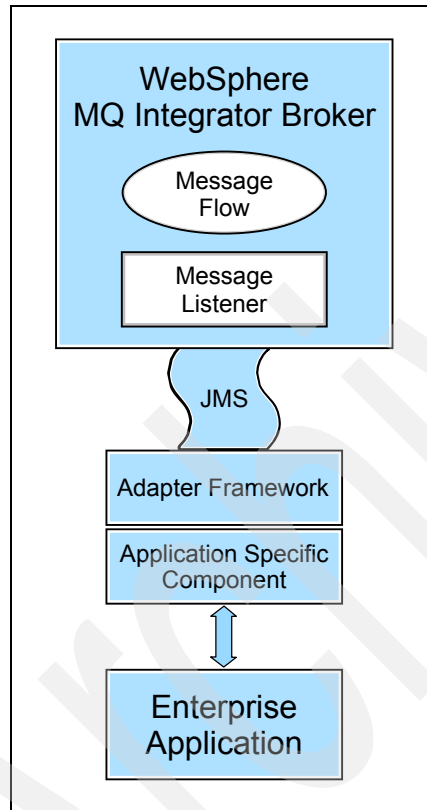 WebSphere
MQ Integrator Broker
Message
Flow
Message
Listener
JMS
Adapter Framework
Application Specific
Component
Enterprise
Application